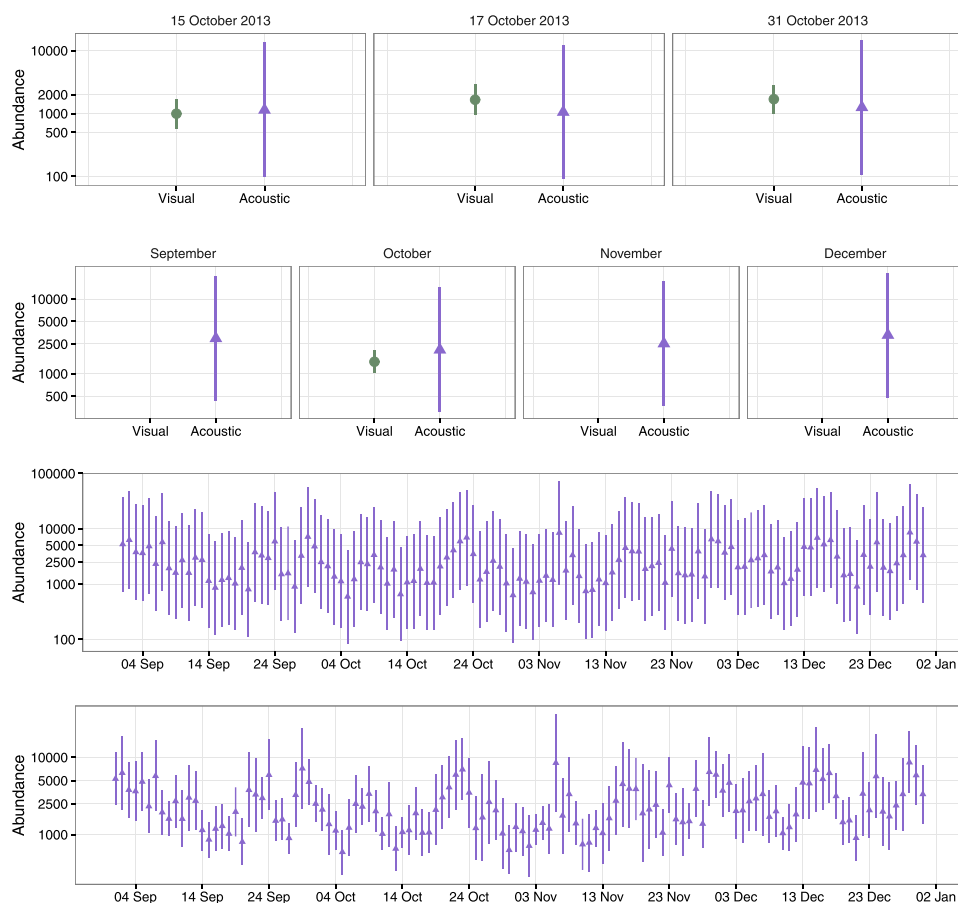 15 October 2013 17 October 2013 31 October 2013
Abundance
10000
2000
1000
500
100
Visual Acoustic Visual Acoustic Visual Acoustic
September October November December
Abundance
10000
5000
2500
1000
500
Visual Acoustic Visual Acoustic Visual Acoustic Visual Acoustic
Abundance
100000
10000
5000
2500
1000
100
04 Sep 14 Sep 24 Sep 04 Oct 14 Oct 24 Oct 03 Nov 13 Nov 23 Nov 03 Dec 13 Dec 23 Dec 02 Jan
Abundance
10000
5000
2500
1000
04 Sep 14 Sep 24 Sep 04 Oct 14 Oct 24 Oct 03 Nov 13 Nov 23 Nov 03 Dec 13 Dec 23 Dec 02 Jan